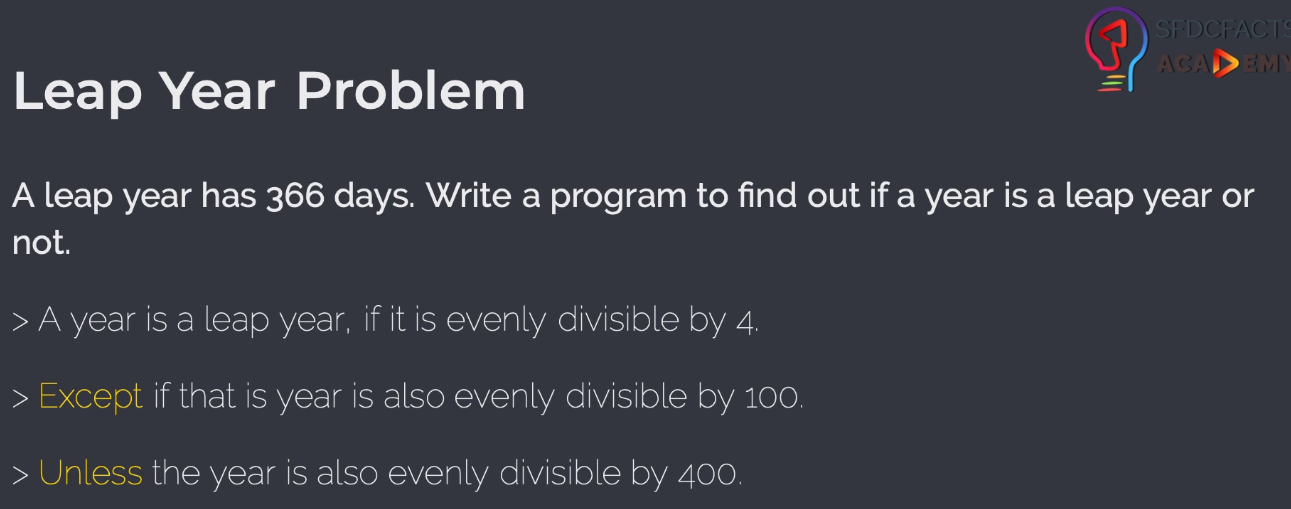 SFDCFACTS
ACADEMY
Leap Year Problem
A leap year has 366 days. Write a program to find out if a year is a leap year or
not.
> A year is a leap year, if it is evenly divisible by 4.
> Except if that is year is also evenly divisible by 100.
> Unless the year is also evenly divisible by 400.